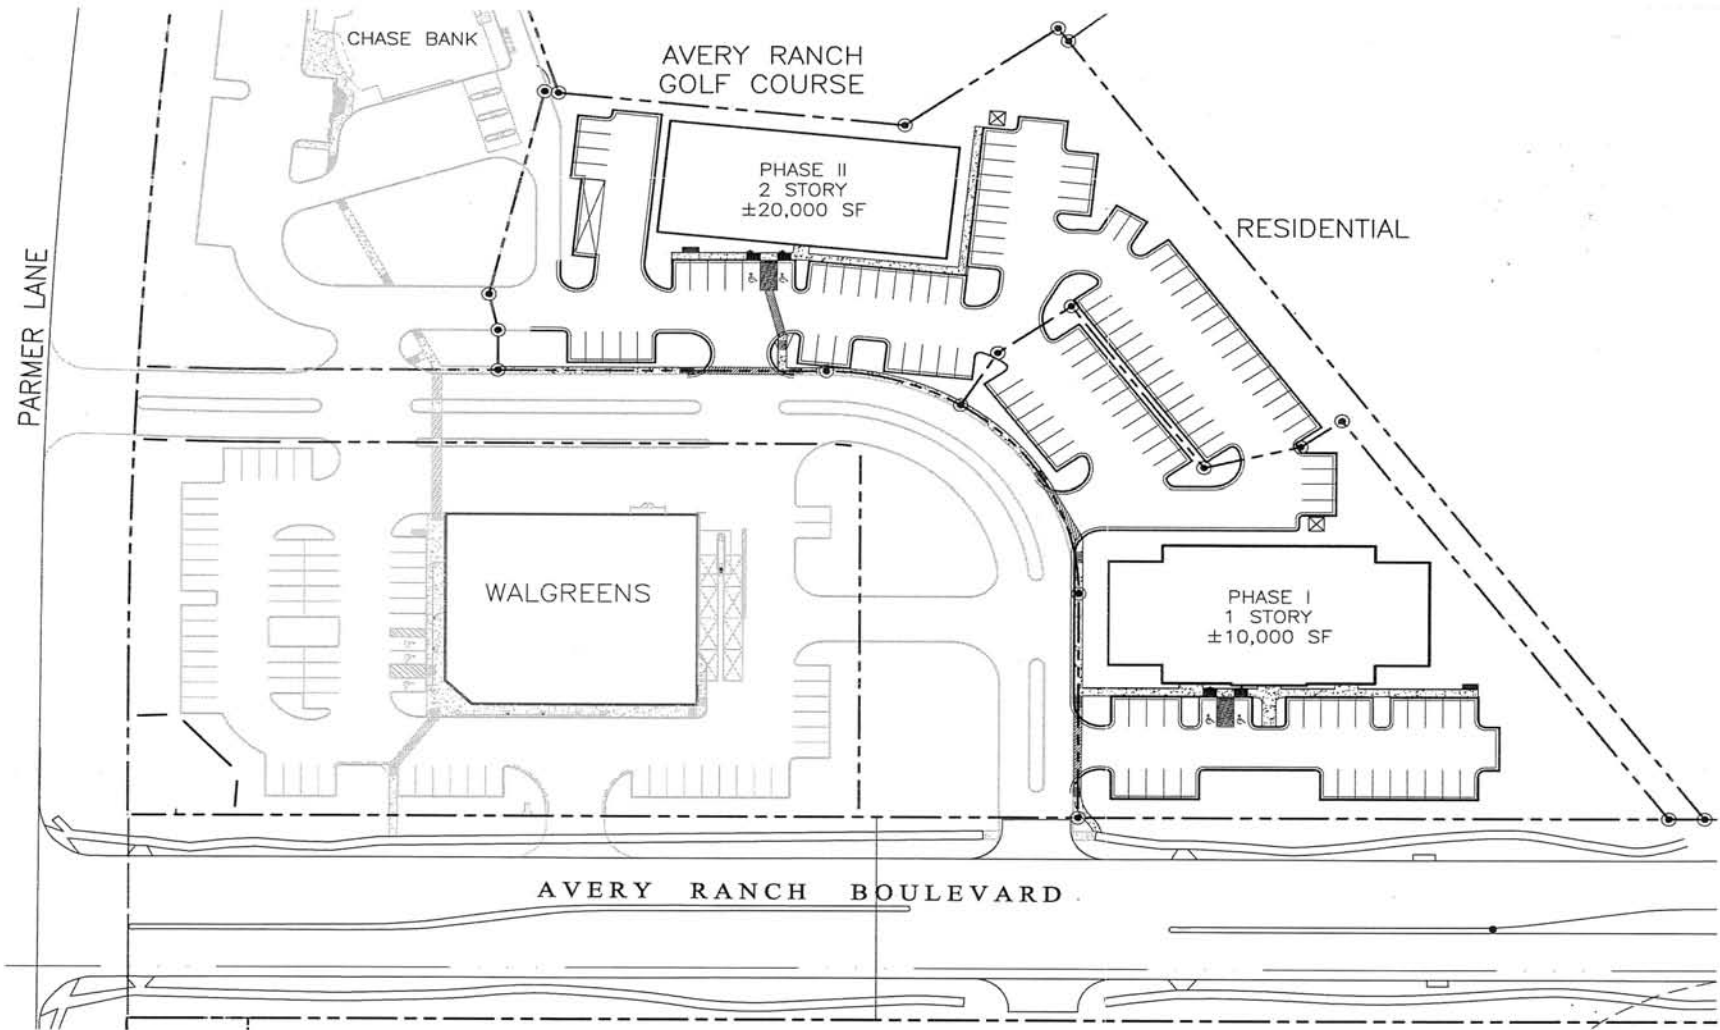 CHASE BANK
AVERY RANCH
GOLF COURSE
PHASE II
2 STORY
±20,000 SF
RESIDENTIAL
PARMER LANE
WALGREENS
PHASE I
1 STORY
±10,000 SF
AVERY RANCH BOULEVARD